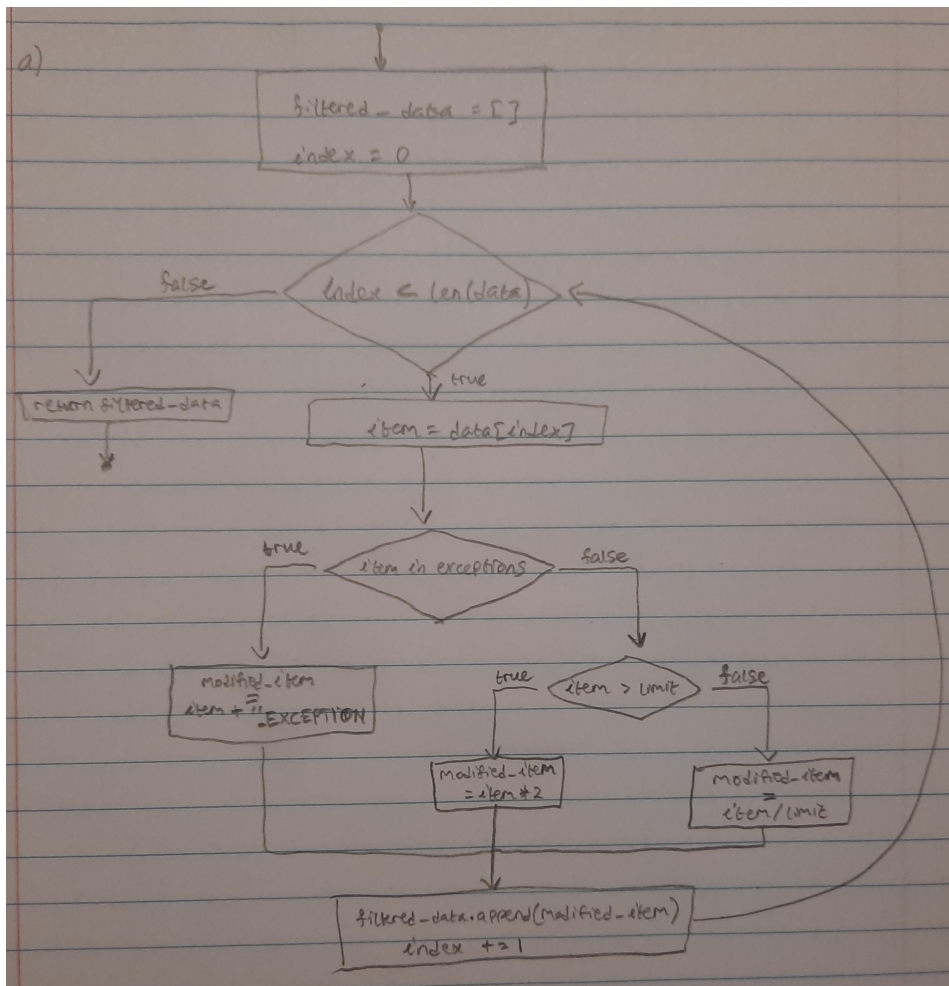 a)
filtered_data = []
index = 0
index < len(data)
false
true
return filtered_data
item = data[index]
item in exceptions
true
false
modified_item
=
item + "_EXCEPTION
item > limit
true
false
modified_item
= item * 2
modified_item
=
item/limit
filtered_data.append(modified_item)
index += 1